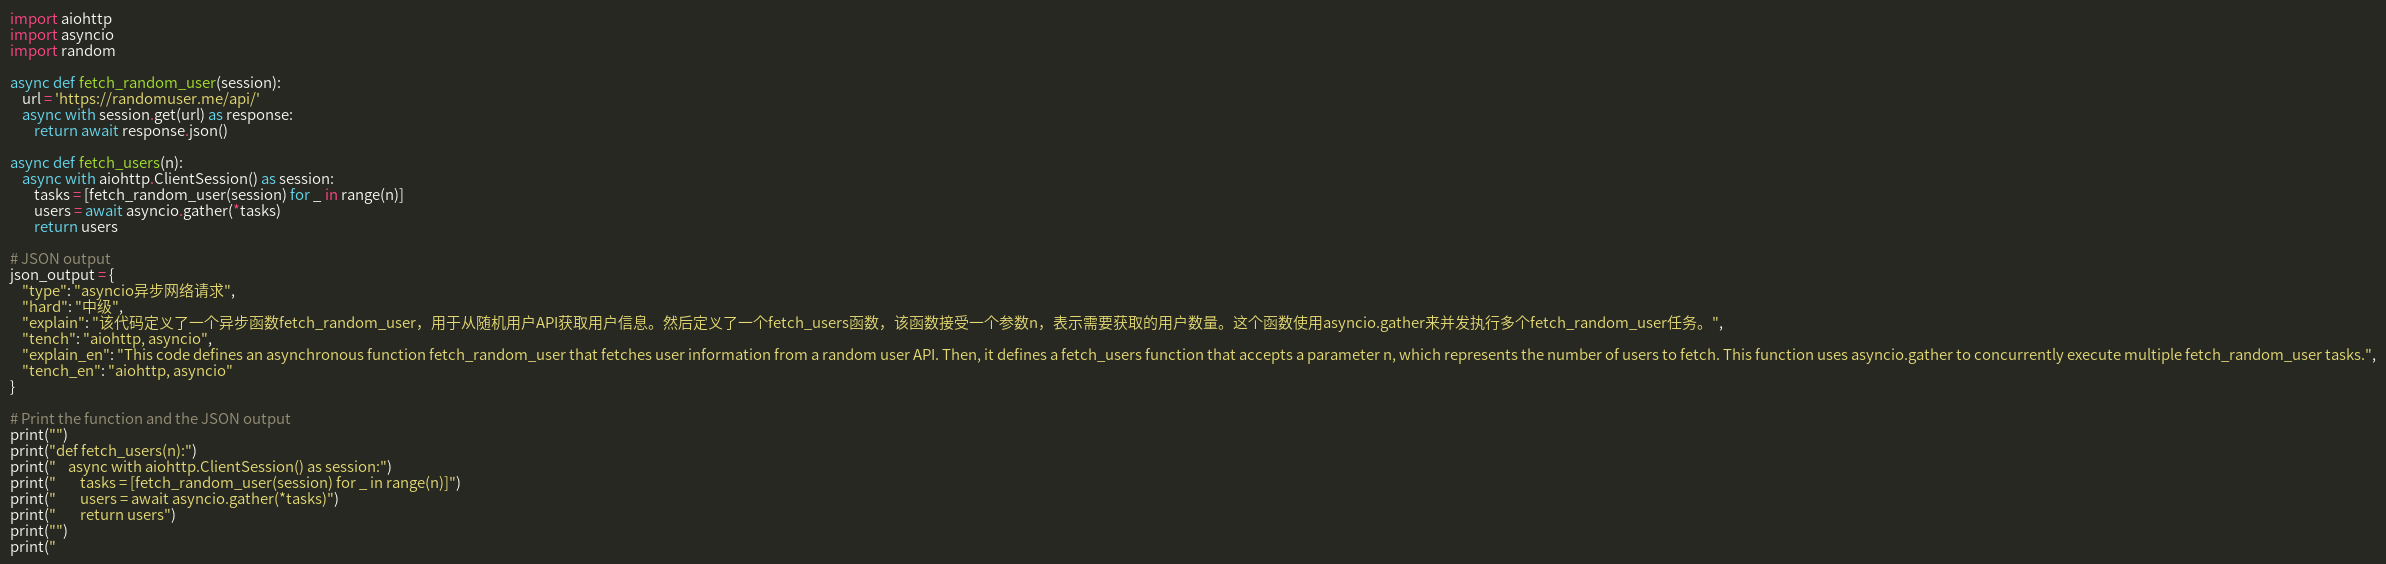 import aiohttp
import asyncio
import random

async def fetch_random_user(session):
    url = 'https://randomuser.me/api/'
    async with session.get(url) as response:
        return await response.json()

async def fetch_users(n):
    async with aiohttp.ClientSession() as session:
        tasks = [fetch_random_user(session) for _ in range(n)]
        users = await asyncio.gather(*tasks)
        return users

# JSON output
json_output = {
    "type": "asyncio异步网络请求",
    "hard": "中级",
    "explain": "该代码定义了一个异步函数fetch_random_user，用于从随机用户API获取用户信息。然后定义了一个fetch_users函数，该函数接受一个参数n，表示需要获取的用户数量。这个函数使用asyncio.gather来并发执行多个fetch_random_user任务。",
    "tench": "aiohttp, asyncio",
    "explain_en": "This code defines an asynchronous function fetch_random_user that fetches user information from a random user API. Then, it defines a fetch_users function that accepts a parameter n, which represents the number of users to fetch. This function uses asyncio.gather to concurrently execute multiple fetch_random_user tasks.",
    "tench_en": "aiohttp, asyncio"
}

# Print the function and the JSON output
print("")
print("def fetch_users(n):")
print("    async with aiohttp.ClientSession() as session:")
print("        tasks = [fetch_random_user(session) for _ in range(n)]")
print("        users = await asyncio.gather(*tasks)")
print("        return users")
print("")
print("